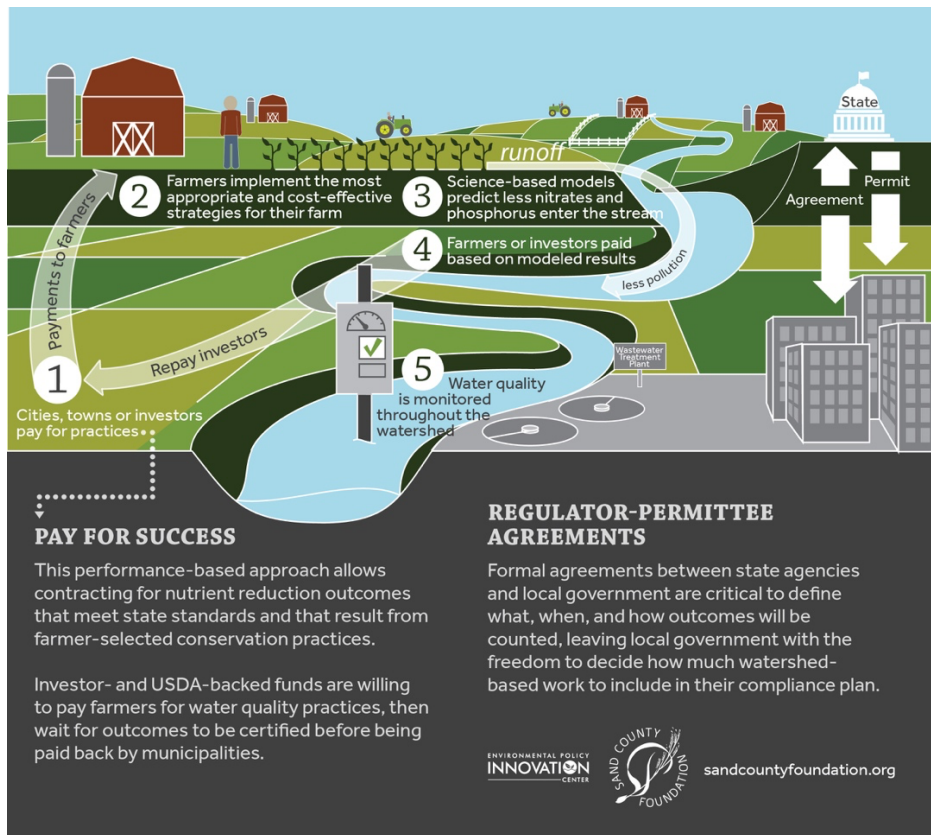 State
runoff
Permit
Agreement
2
Farmers implement the most
appropriate and cost-effective
strategies for their farm
3
Science-based models
predict less nitrates and
phosphorus enter the stream
4
Farmers or investors paid
based on modeled results
less pollution
Payments to farmers
Repay investors
1
Cities, towns or investors
pay for practices
5
Water quality
is monitored
throughout the
watershed
Wastewater
Treatment
Plant
PAY FOR SUCCESS
This performance-based approach allows
contracting for nutrient reduction outcomes
that meet state standards and that result from
farmer-selected conservation practices.
Investor- and USDA-backed funds are willing
to pay farmers for water quality practices, then
wait for outcomes to be certified before being
paid back by municipalities.
REGULATOR-PERMITTEE
AGREEMENTS
Formal agreements between state agencies
and local government are critical to define
what, when, and how outcomes will be
counted, leaving local government with the
freedom to decide how much watershed-
based work to include in their compliance plan.
ENVIRONMENTAL POLICY
INNOVATION
CENTER
SAND COUNTY
FOUNDATION
sandcountyfoundation.org